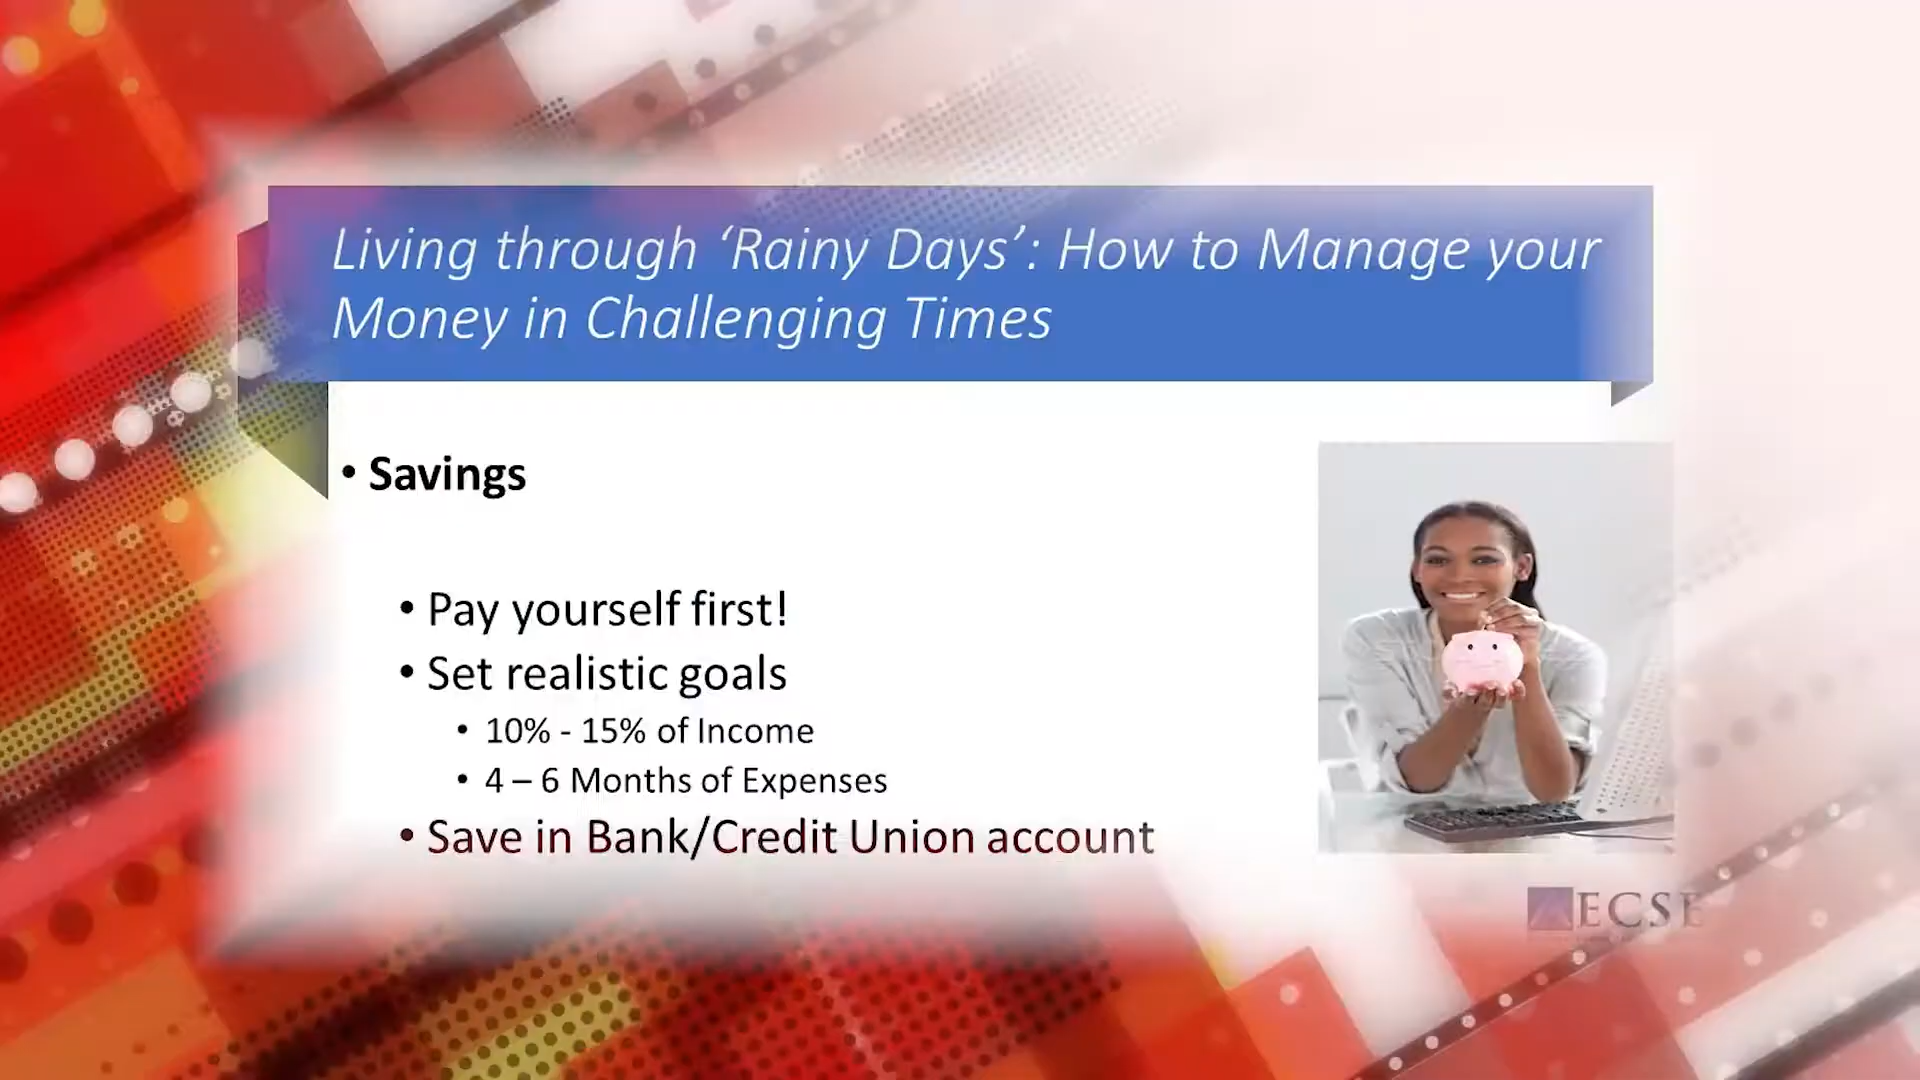 Living through ‘Rainy Days’: How to Manage your
Money in Challenging Times
• Savings
• Pay yourself first!
• Set realistic goals
• 10% - 15% of Income
• 4 – 6 Months of Expenses
• Save in Bank/Credit Union account
ECSE